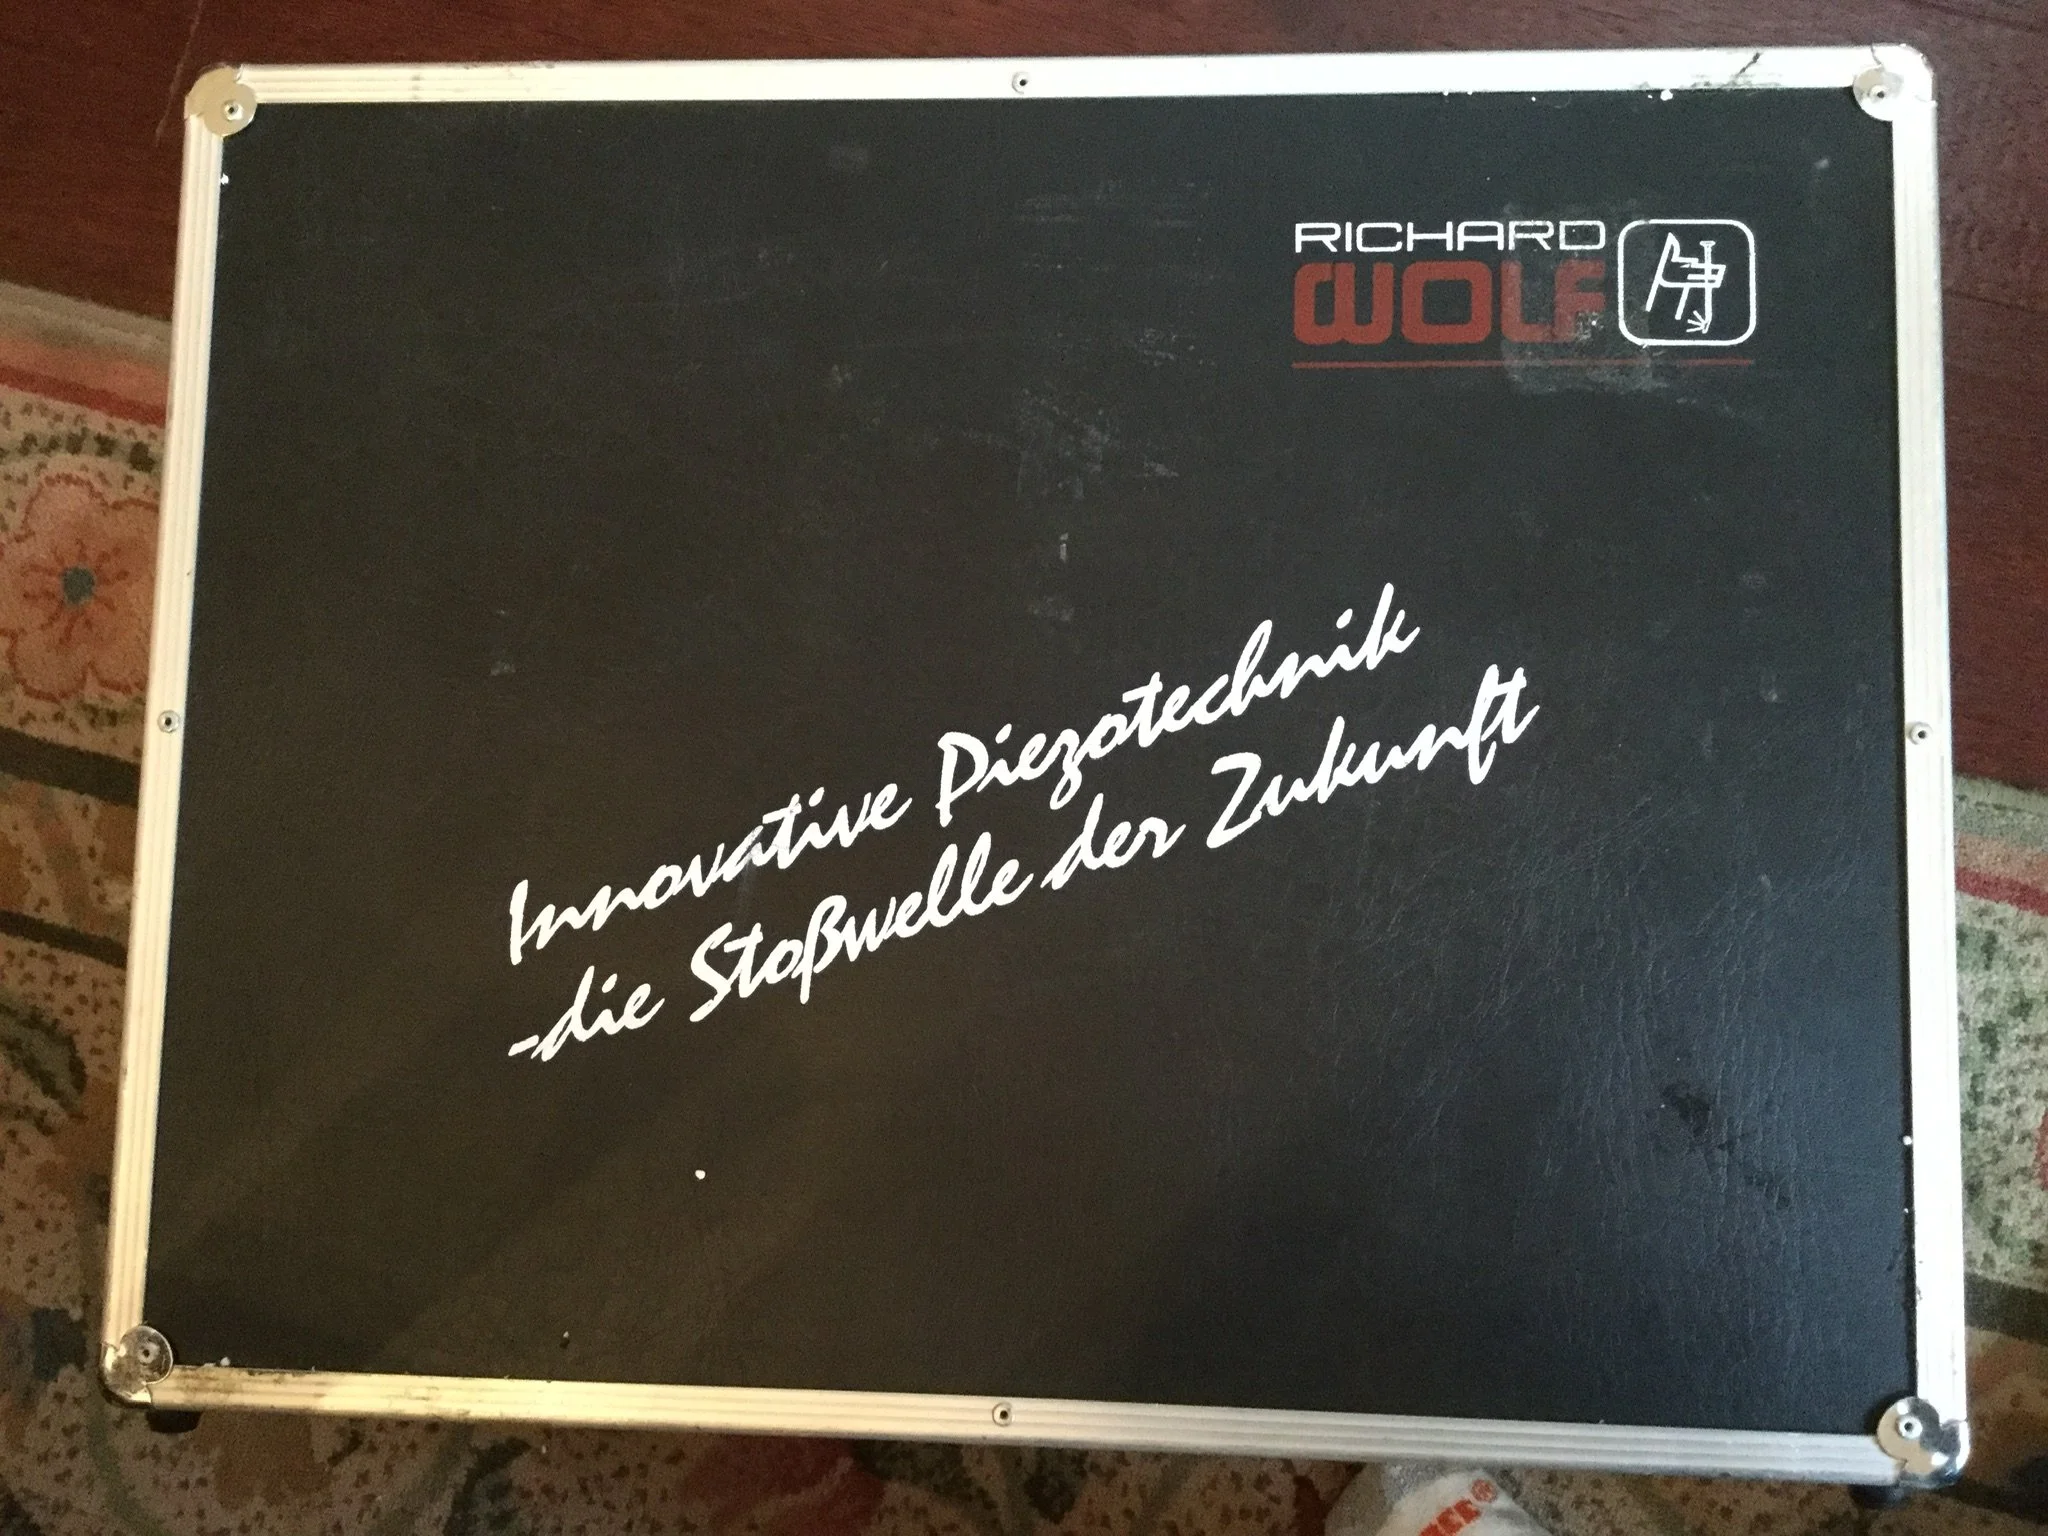 RICHARD
WOLF
Innovative Piezotechnik
-die Stoßwelle der Zukunft